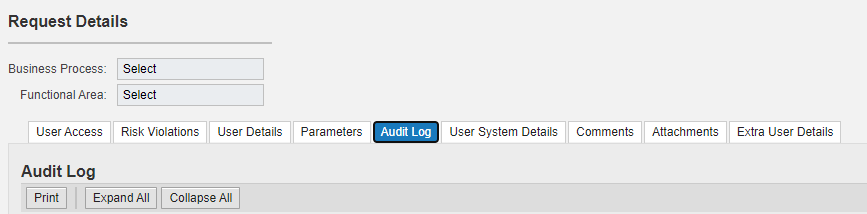 Request Details
Business Process: Select
Functional Area: Select
User Access Risk Violations User Details Parameters Audit Log User System Details Comments Attachments Extra User Details
Audit Log
Print Expand All Collapse All